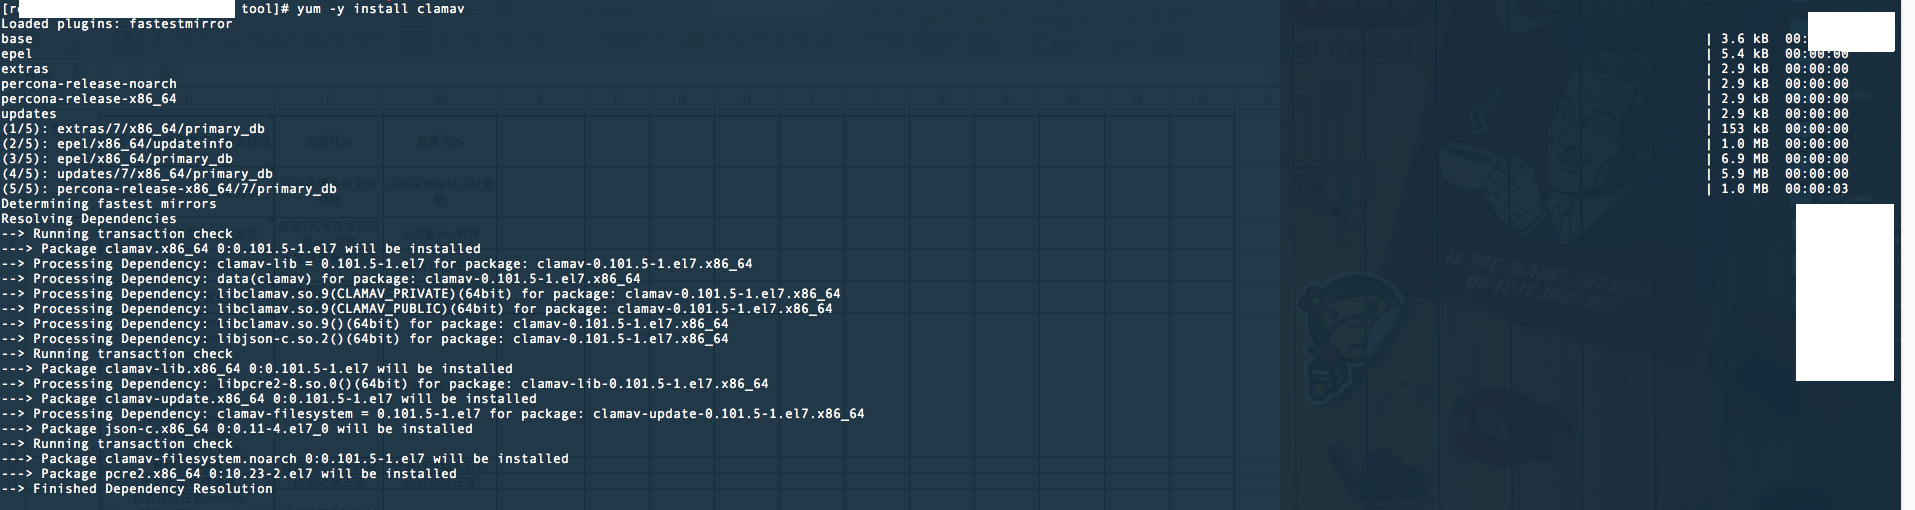 [r tool]# yum -y install clamav
Loaded plugins: fastestmirror
base | 3.6 kB 00:
epel | 5.4 kB 00:00:00
extras | 2.9 kB 00:00:00
percona-release-noarch | 2.9 kB 00:00:00
percona-release-x86_64 | 2.9 kB 00:00:00
updates | 2.9 kB 00:00:00
(1/5): extras/7/x86_64/primary_db | 153 kB 00:00:00
(2/5): epel/x86_64/updateinfo | 1.0 MB 00:00:00
(3/5): epel/x86_64/primary_db | 6.9 MB 00:00:00
(4/5): updates/7/x86_64/primary_db | 5.9 MB 00:00:00
(5/5): percona-release-x86_64/7/primary_db | 1.0 MB 00:00:03
Determining fastest mirrors
Resolving Dependencies
--> Running transaction check
---> Package clamav.x86_64 0:0.101.5-1.el7 will be installed
--> Processing Dependency: clamav-lib = 0.101.5-1.el7 for package: clamav-0.101.5-1.el7.x86_64
--> Processing Dependency: data(clamav) for package: clamav-0.101.5-1.el7.x86_64
--> Processing Dependency: libclamav.so.9(CLAMAV_PRIVATE)(64bit) for package: clamav-0.101.5-1.el7.x86_64
--> Processing Dependency: libclamav.so.9(CLAMAV_PUBLIC)(64bit) for package: clamav-0.101.5-1.el7.x86_64
--> Processing Dependency: libclamav.so.9()(64bit) for package: clamav-0.101.5-1.el7.x86_64
--> Processing Dependency: libjson-c.so.2()(64bit) for package: clamav-0.101.5-1.el7.x86_64
--> Running transaction check
---> Package clamav-lib.x86_64 0:0.101.5-1.el7 will be installed
--> Processing Dependency: libpcre2-8.so.0()(64bit) for package: clamav-lib-0.101.5-1.el7.x86_64
---> Package clamav-update.x86_64 0:0.101.5-1.el7 will be installed
--> Processing Dependency: clamav-filesystem = 0.101.5-1.el7 for package: clamav-update-0.101.5-1.el7.x86_64
---> Package json-c.x86_64 0:0.11-4.el7_0 will be installed
--> Running transaction check
---> Package clamav-filesystem.noarch 0:0.101.5-1.el7 will be installed
---> Package pcre2.x86_64 0:10.23-2.el7 will be installed
--> Finished Dependency Resolution
IS THE PLANET SHAKING
OR IS IT JUST ME?